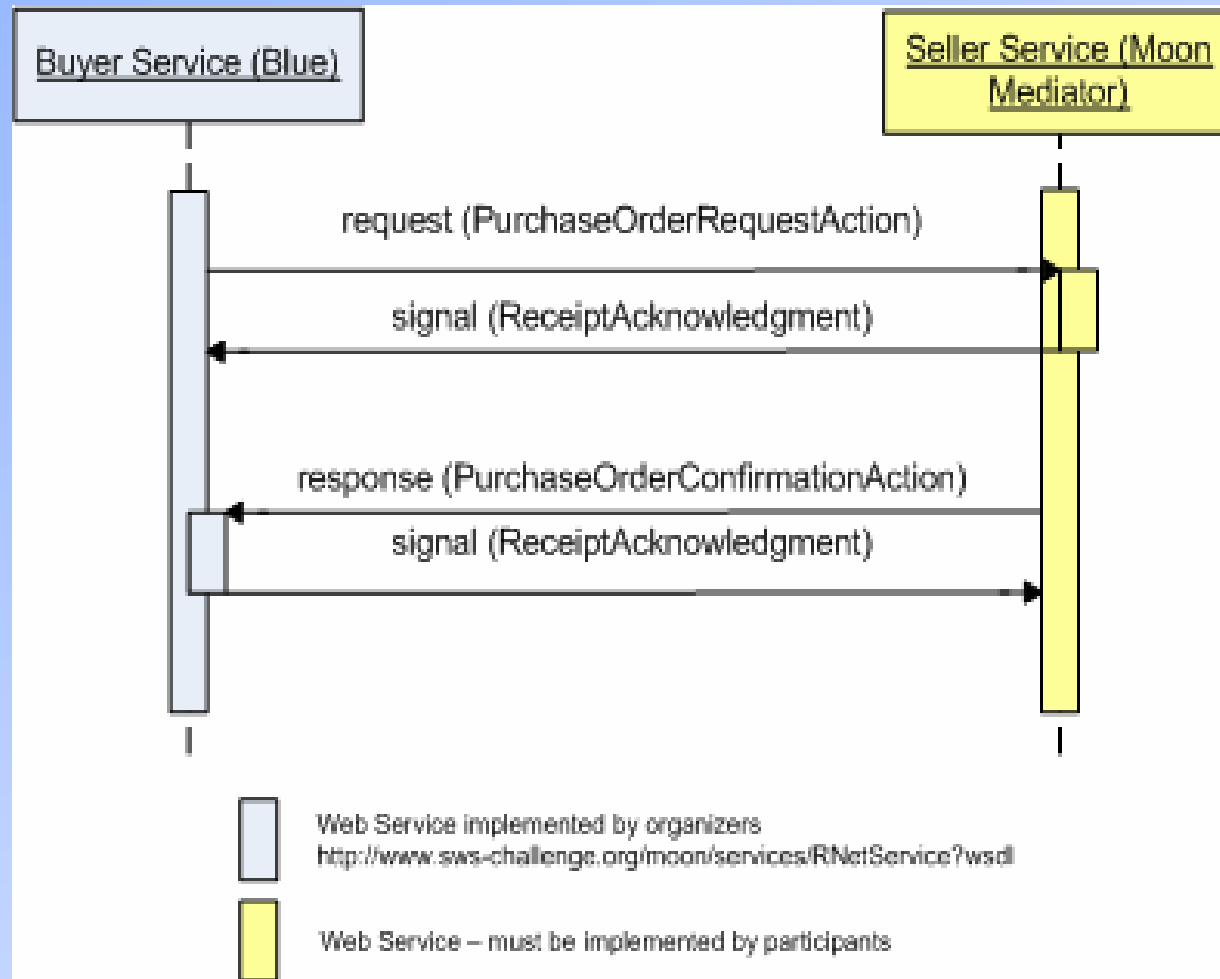 Buyer Service (Blue)
Seller Service (Moon
Mediator)
request (PurchaseOrderRequestAction)
signal (ReceiptAcknowledgment)
response (PurchaseOrderConfirmationAction)
signal (ReceiptAcknowledgment)
Web Service implemented by organizers
http://www.sws-challenge.org/moon/services/RNetService?wsdl
Web Service – must be implemented by participants